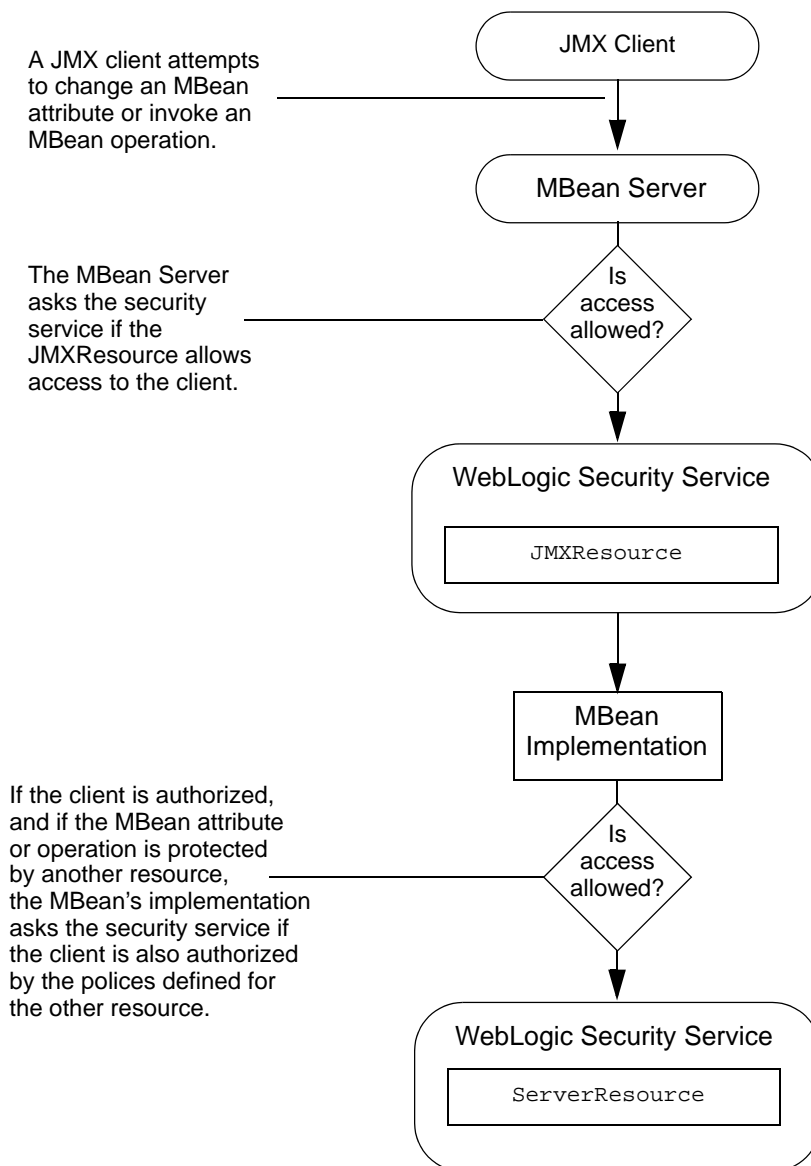 JMX Client
A JMX client attempts
to change an MBean
attribute or invoke an
MBean operation.
MBean Server
The MBean Server
asks the security
service if the
JMXResource allows
access to the client.
Is
access
allowed?
WebLogic Security Service
JMXResource
MBean
Implementation
If the client is authorized,
and if the MBean attribute
or operation is protected
by another resource,
the MBean’s implementation
asks the security service if
the client is also authorized
by the polices defined for
the other resource.
Is
access
allowed?
WebLogic Security Service
ServerResource